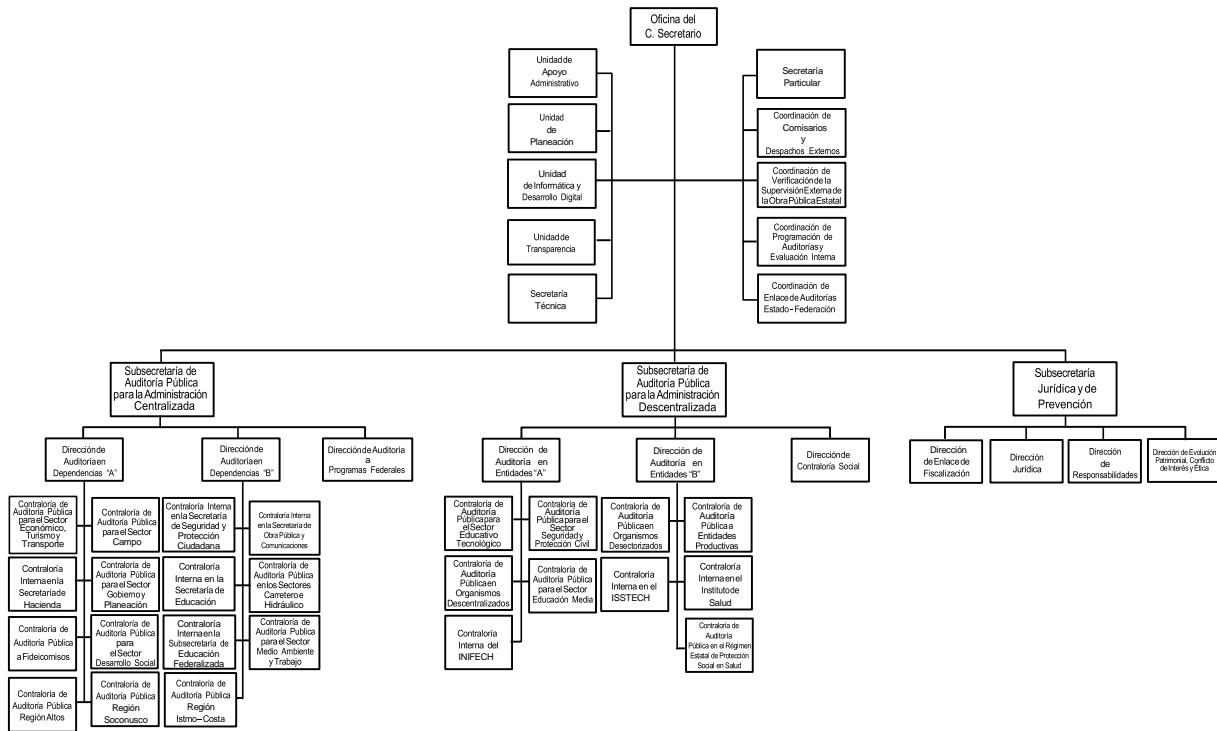 Oficina del
C. Secretario
Unidad de
Apoyo
Administrativo
Unidad
de
Planeación
Unidad
de Informática y
Desarrollo Digital
Unidad de
Transparencia
Secretaría
Técnica
Secretaría
Particular
Coordinación de
Comisarios
y
Despachos Externos
Coordinación de
Verificación de la
Supervisión Externa de
la Obra Pública Estatal
Coordinación de
Programación de
Auditorías y
Evaluación Interna
Coordinación de
Enlace de Auditorías
Estado-Federación
Subsecretaría de
Auditoría Pública
para la Administración
Centralizada
Subsecretaría de
Auditoría Pública
para la Administración
Descentralizada
Subsecretaría
Jurídica y de
Prevención
Dirección de
Auditoría en
Dependencias "A"
Dirección de
Auditoría en
Dependencias "B"
Dirección de Auditoría
a
Programas Federales
Dirección de
Auditoría en
Entidades "A"
Dirección de
Auditoría en
Entidades "B"
Dirección de
Contraloría Social
Dirección
de Enlace de
Fiscalización
Dirección
Jurídica
Dirección
de
Responsabilidades
Dirección de Evolución
Patrimonial, Conflicto
de Interés y Ética
Contraloría de
Auditoría Pública
para el Sector
Económico,
Turismo y
Transporte
Contraloría de
Auditoría Pública
para el Sector
Campo
Contraloría Interna
en la Secretaría
de Seguridad y
Protección
Ciudadana
Contraloría Interna
en la Secretaría de
Obra Pública y
Comunicaciones
Contraloría
Interna en la
Secretaría de
Hacienda
Contraloría de
Auditoría Pública
para el Sector
Gobierno y
Planeación
Contraloría
Interna en la
Secretaría de
Educación
Contraloría de
Auditoría Pública
en los Sectores
Carretero e
Hidráulico
Contraloría de
Auditoría Pública
a Fideicomisos
Contraloría de
Auditoría Pública
para
el Sector
Desarrollo Social
Contraloría
Interna en la
Subsecretaría de
Educación
Federalizada
Contraloría de
Auditoría Publica
para el Sector
Medio Ambiente
y Trabajo
Contraloría de
Auditoría Pública
Región Altos
Contraloría de
Auditoría Pública
Región
Soconusco
Contraloría de
Auditoría Pública
Región
Istmo-Costa
Contraloría de
Auditoría
Pública para
el Sector
Educativo
Tecnológico
Contraloría de
Auditoría
Pública para el
Sector
Seguridad y
Protección Civil
Contraloría de
Auditoría
Pública en
Organismos
Desectorizados
Contraloría de
Auditoría
Pública a
Entidades
Productivas
Contraloría de
Auditoría
Pública en
Organismos
Descentralizados
Contraloría de
Auditoría Pública
para el Sector
Educación Media
Contraloría
Interna en el
ISSTECH
Contraloría
Interna en el
Instituto de
Salud
Contraloría
Interna del
INIFECH
Contraloría de
Auditoría
Pública en el Régimen
Estatal de Protección
Social en Salud